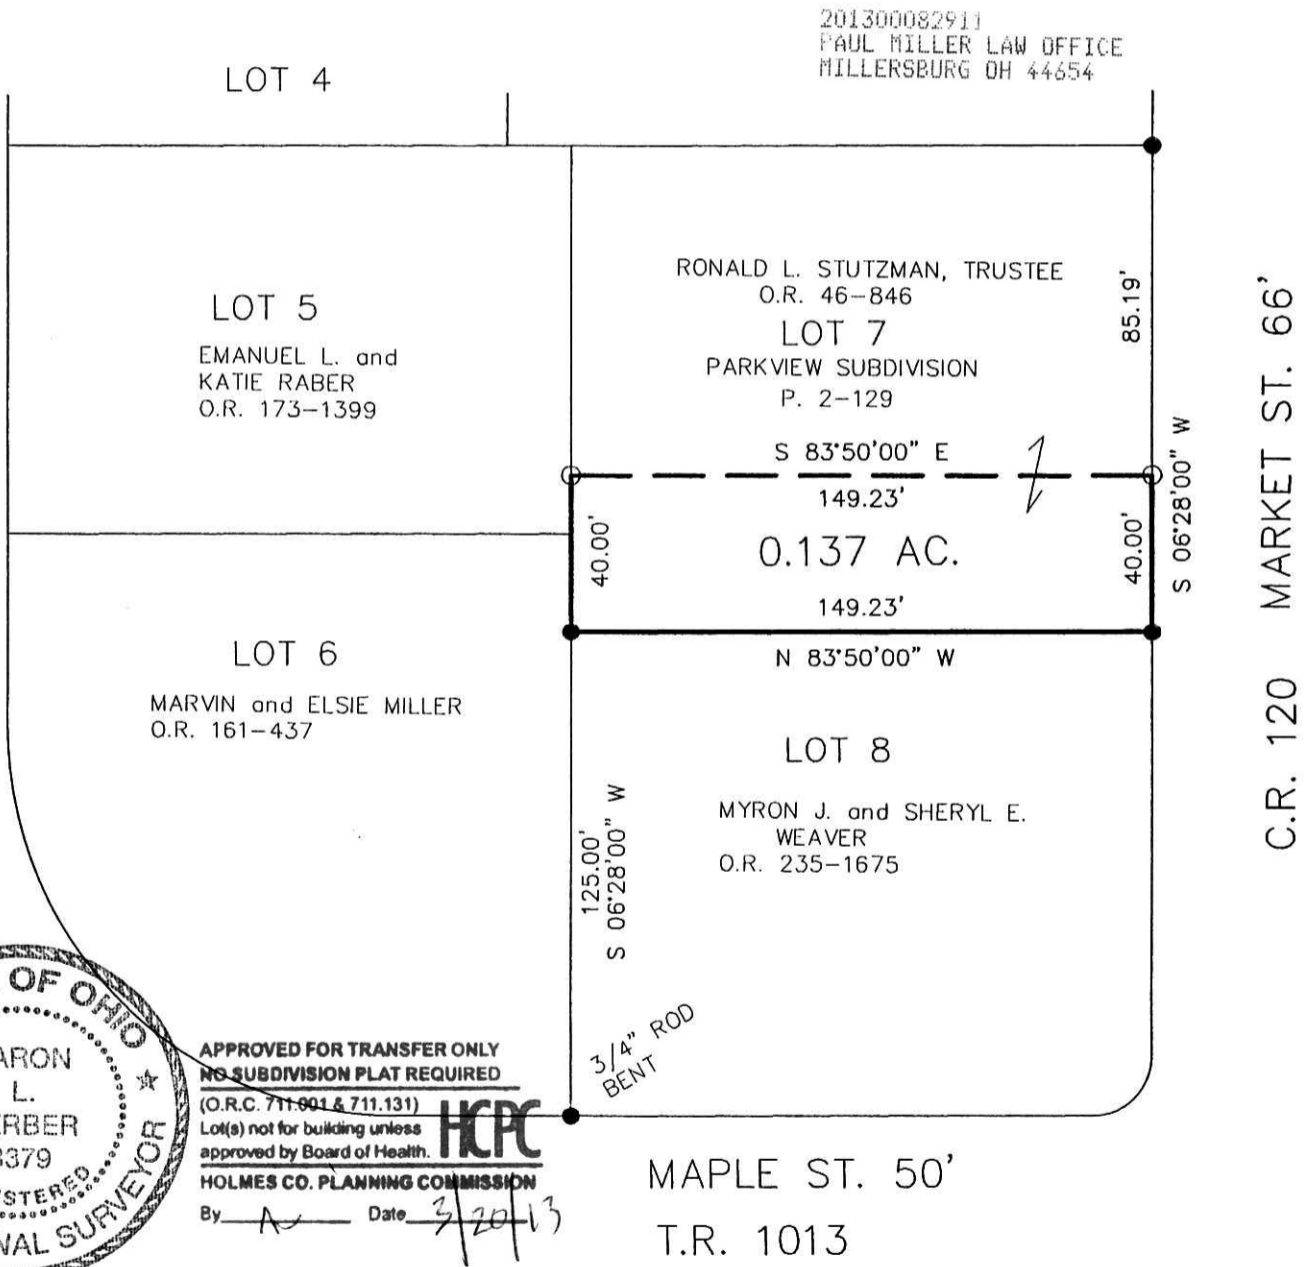 201300082911
PAUL MILLER LAW OFFICE
MILLERSBURG OH 44654
LOT 4
LOT 5
EMANUEL L. and
KATIE RABER
O.R. 173-1399
RONALD L. STUTZMAN, TRUSTEE
O.R. 46-846
LOT 7
PARKVIEW SUBDIVISION
P. 2-129
85.19'
S 83°50'00" E
149.23'
40.00'
0.137 AC.
40.00'
149.23'
N 83°50'00" W
S 06°28'00" W
C.R. 120 MARKET ST. 66'
LOT 6
MARVIN and ELSIE MILLER
O.R. 161-437
LOT 8
MYRON J. and SHERYL E.
WEAVER
O.R. 235-1675
125.00'
S 06°28'00" W
3/4" ROD
BENT
OF OHIO
ARON
L.
ERBER
379
STERED
NAL SURVEYOR
APPROVED FOR TRANSFER ONLY
NO SUBDIVISION PLAT REQUIRED
(O.R.C. 711.001 & 711.131)
Lot(s) not for building unless
approved by Board of Health.
HCPC
HOLMES CO. PLANNING COMMISSION
By Date 3/20/13
MAPLE ST. 50'
T.R. 1013